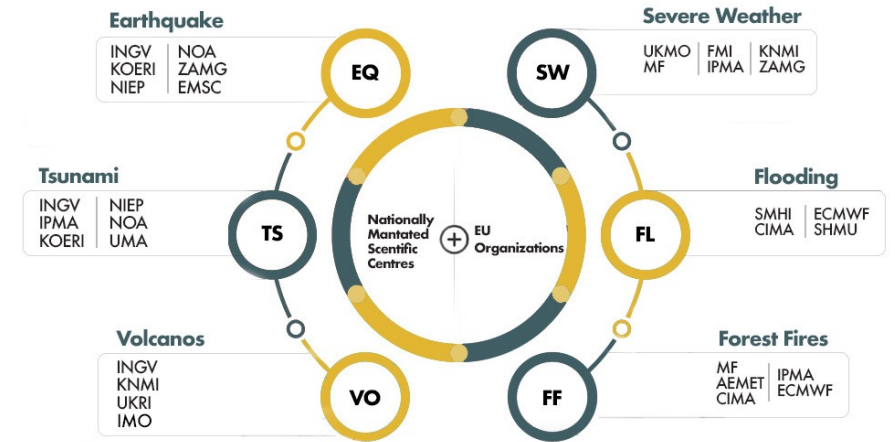 Earthquake
INGV NOA
KOERI ZAMG
NIEP EMSC
EQ
Severe Weather
UKMO FMI KNMI
MF IPMA ZAMG
SW
Tsunami
INGV NIEP
IPMA NOA
KOERI UMA
TS
Nationally
Mantated
Scentific
Centres
EU
Organizations
Flooding
SMHI ECMWF
CIMA SHMU
FL
Volcanos
INGV
KNMI
UKRI
IMO
VO
Forest Fires
MF
AEMET IPMA
CIMA ECMWF
FF